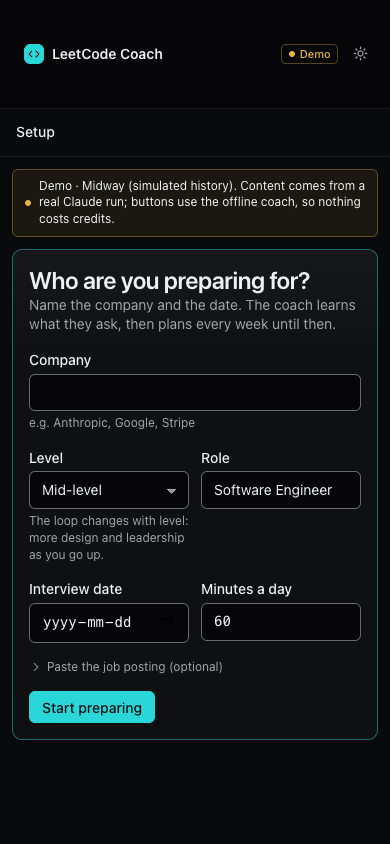 LeetCode Coach
Demo
Setup
Demo · Midway (simulated history). Content comes from a
real Claude run; buttons use the offline coach, so nothing
costs credits.
Who are you preparing for?
Name the company and the date. The coach learns
what they ask, then plans every week until then.
Company
e.g. Anthropic, Google, Stripe
Level
Role
Mid-level
Software Engineer
The loop changes with level:
more design and leadership
as you go up.
Interview date
Minutes a day
yyyy-mm-dd
60
Paste the job posting (optional)
Start preparing